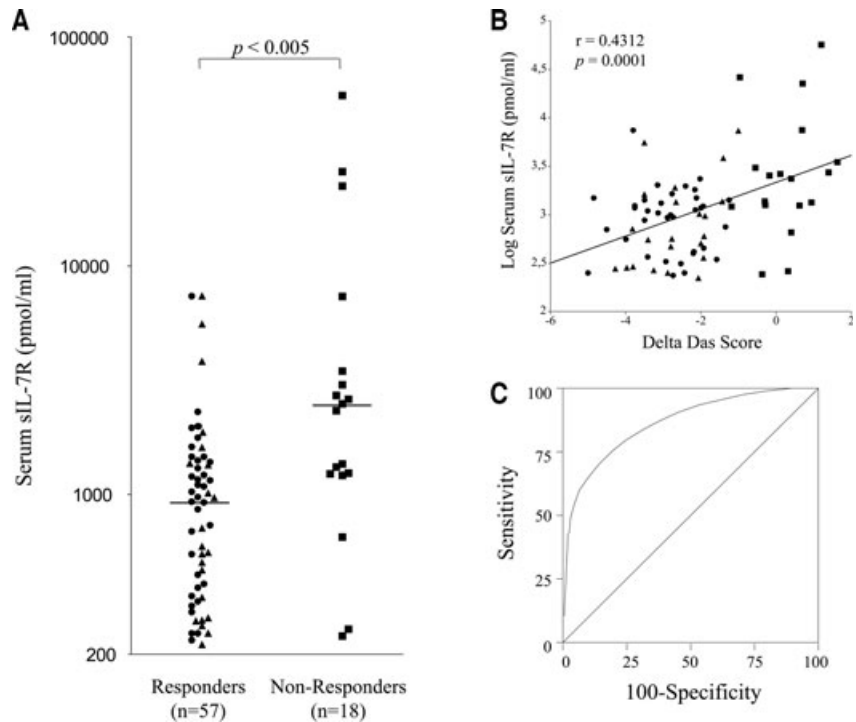 A
100000
p < 0.005
10000
Serum sIL-7R (pmol/ml)
1000
200
Responders
(n=57)
Non-Responders
(n=18)
B
r = 0.4312
p = 0.0001
5
4,5
4
3,5
3
2,5
2
Log Serum sIL-7R (pmol/ml)
-6
-4
-2
0
2
Delta Das Score
C
100
75
50
25
0
Sensitivity
0
25
50
75
100
100-Specificity